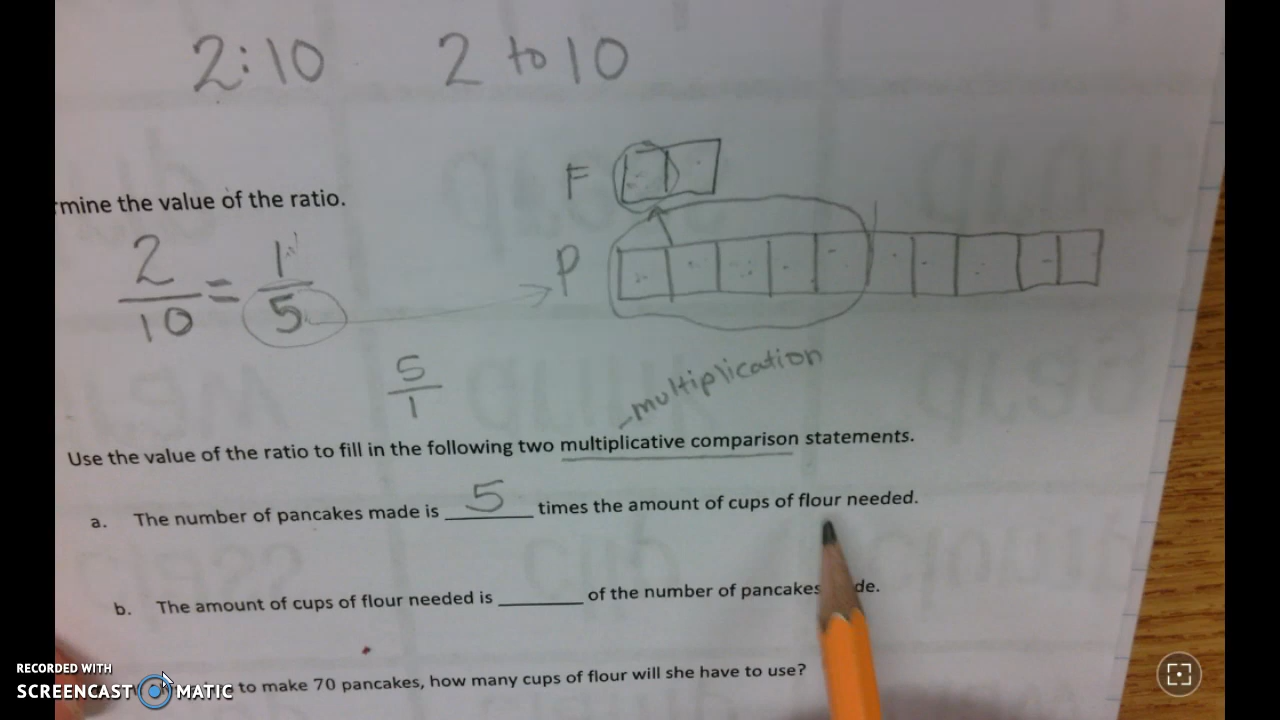 2:10 2 to 10
F
rmine the value of the ratio.
2/10 = 1/5
P
5/1
multiplication
Use the value of the ratio to fill in the following two multiplicative comparison statements.
a. The number of pancakes made is 5 times the amount of cups of flour needed.
b. The amount of cups of flour needed is ______ of the number of pancakes de.
to make 70 pancakes, how many cups of flour will she have to use?
RECORDED WITH
SCREENCAST MATIC